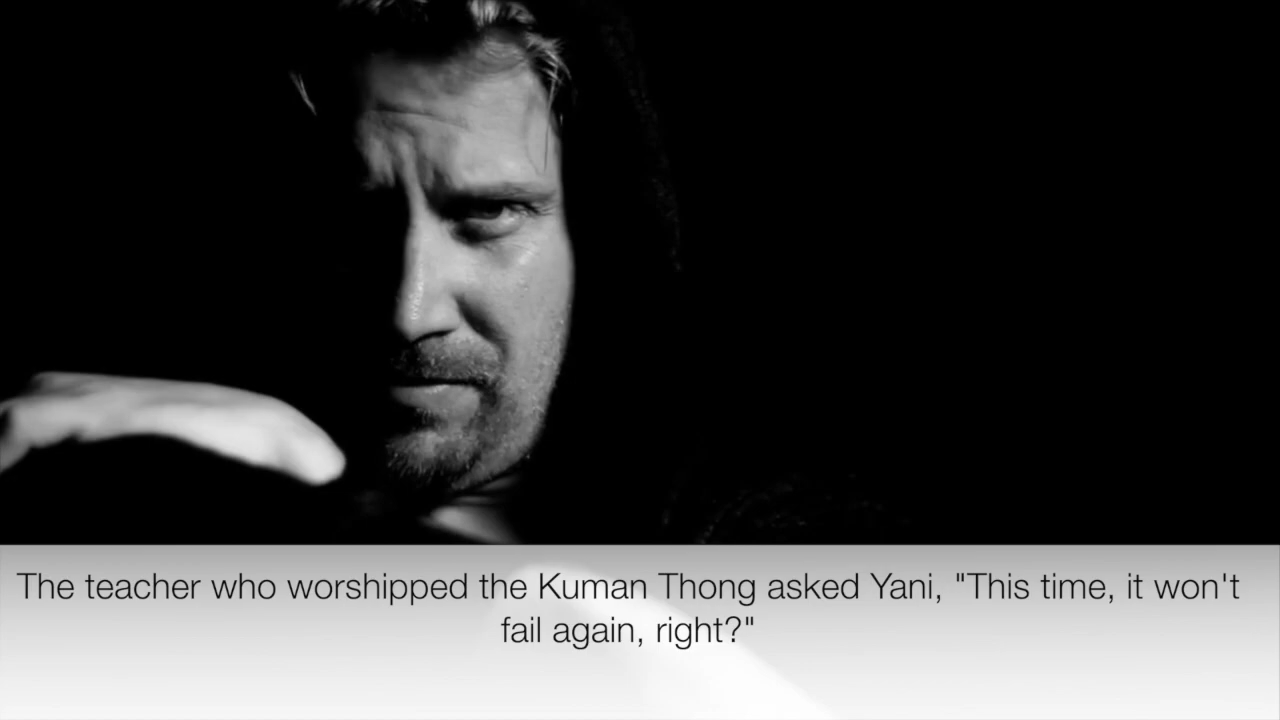 The teacher who worshipped the Kuman Thong asked Yani, "This time, it won't
fail again, right?"